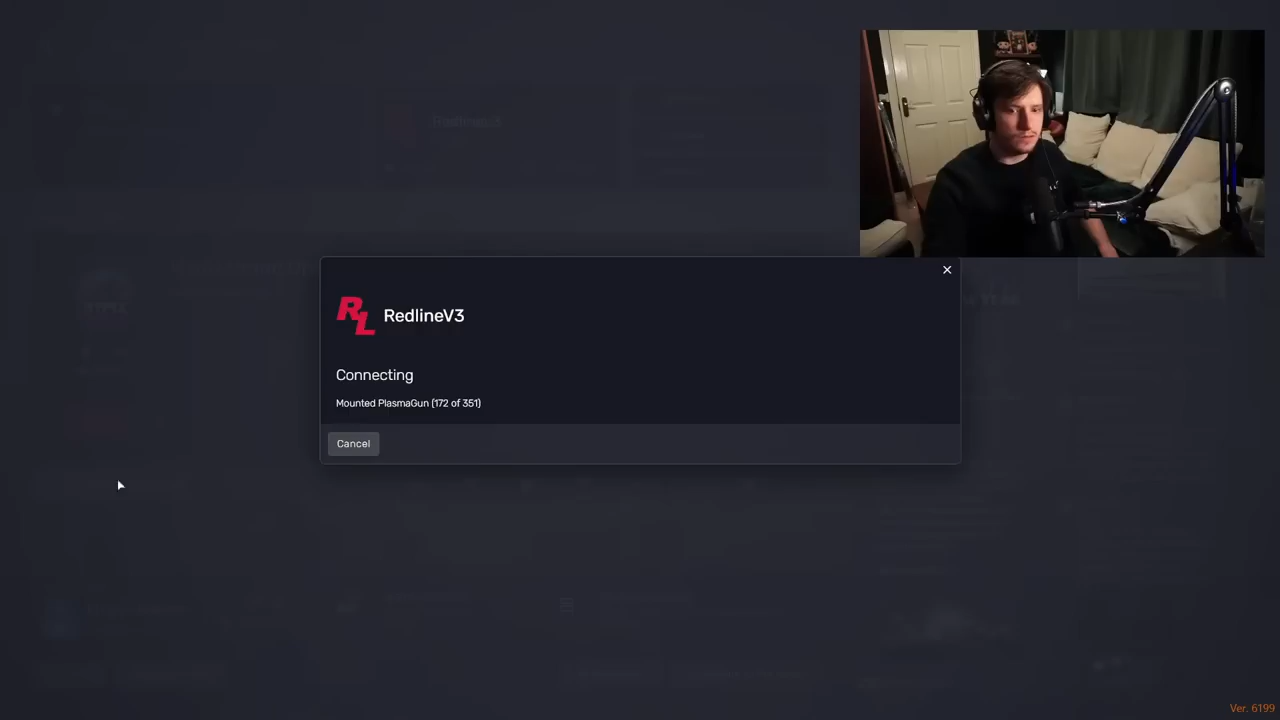 RL
RedlineV3
Connecting
Mounted PlasmaGun (172 of 351)
Cancel
Ver. 6199